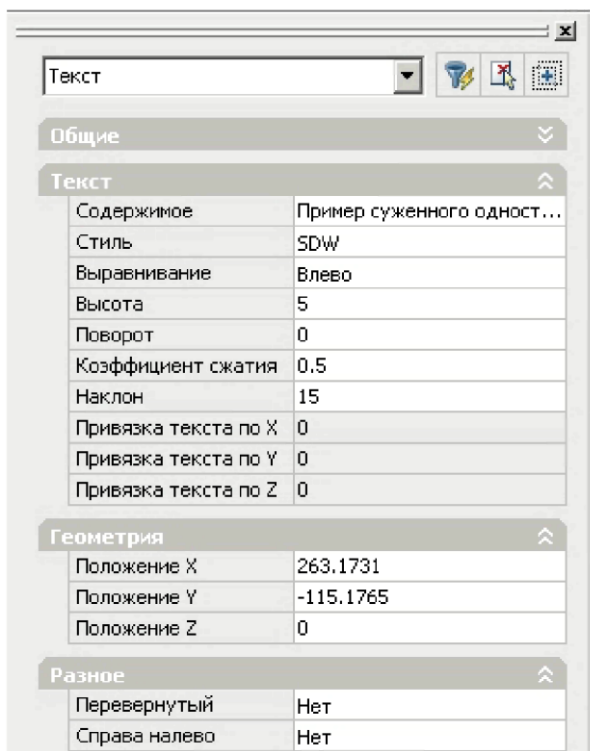 Текст
Общие
Текст
Содержимое Пример суженного одност...
Стиль SDW
Выравнивание Влево
Высота 5
Поворот 0
Коэффициент сжатия 0.5
Наклон 15
Привязка текста по X 0
Привязка текста по Y 0
Привязка текста по Z 0
Геометрия
Положение X 263.1731
Положение Y -115.1765
Положение Z 0
Разное
Перевернутый Нет
Справа налево Нет